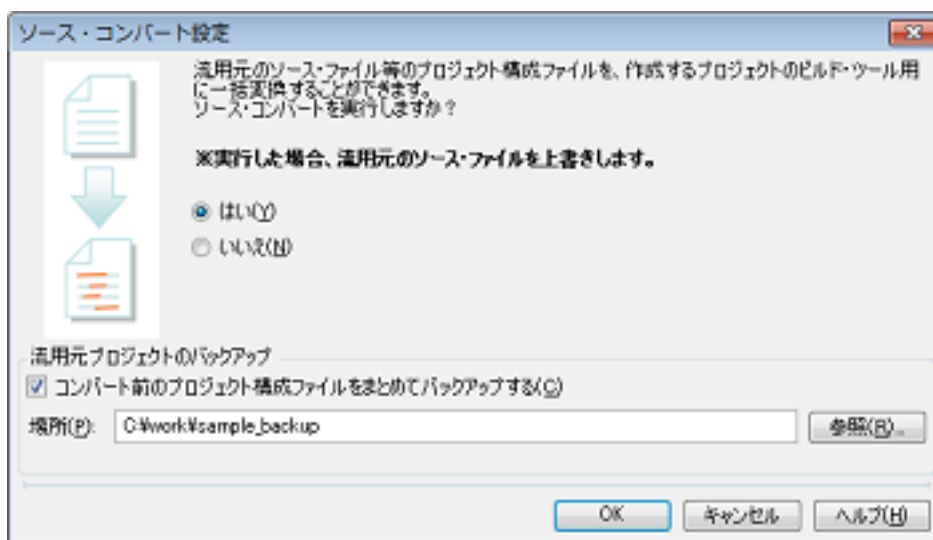 ソース・コンバート設定
流用元のソース・ファイル等のプロジェクト構成ファイルを、作成するプロジェクトのビルド・ツール用
に一括変換することができます。
ソース・コンバートを実行しますか？
※実行した場合、流用元のソース・ファイルを上書きします。
はい(Y)
いいえ(N)
流用元プロジェクトのバックアップ
コンバート前のプロジェクト構成ファイルをまとめてバックアップする(C)
場所(P): C:¥work¥sample_backup 参照(R)...
OK キャンセル ヘルプ(H)